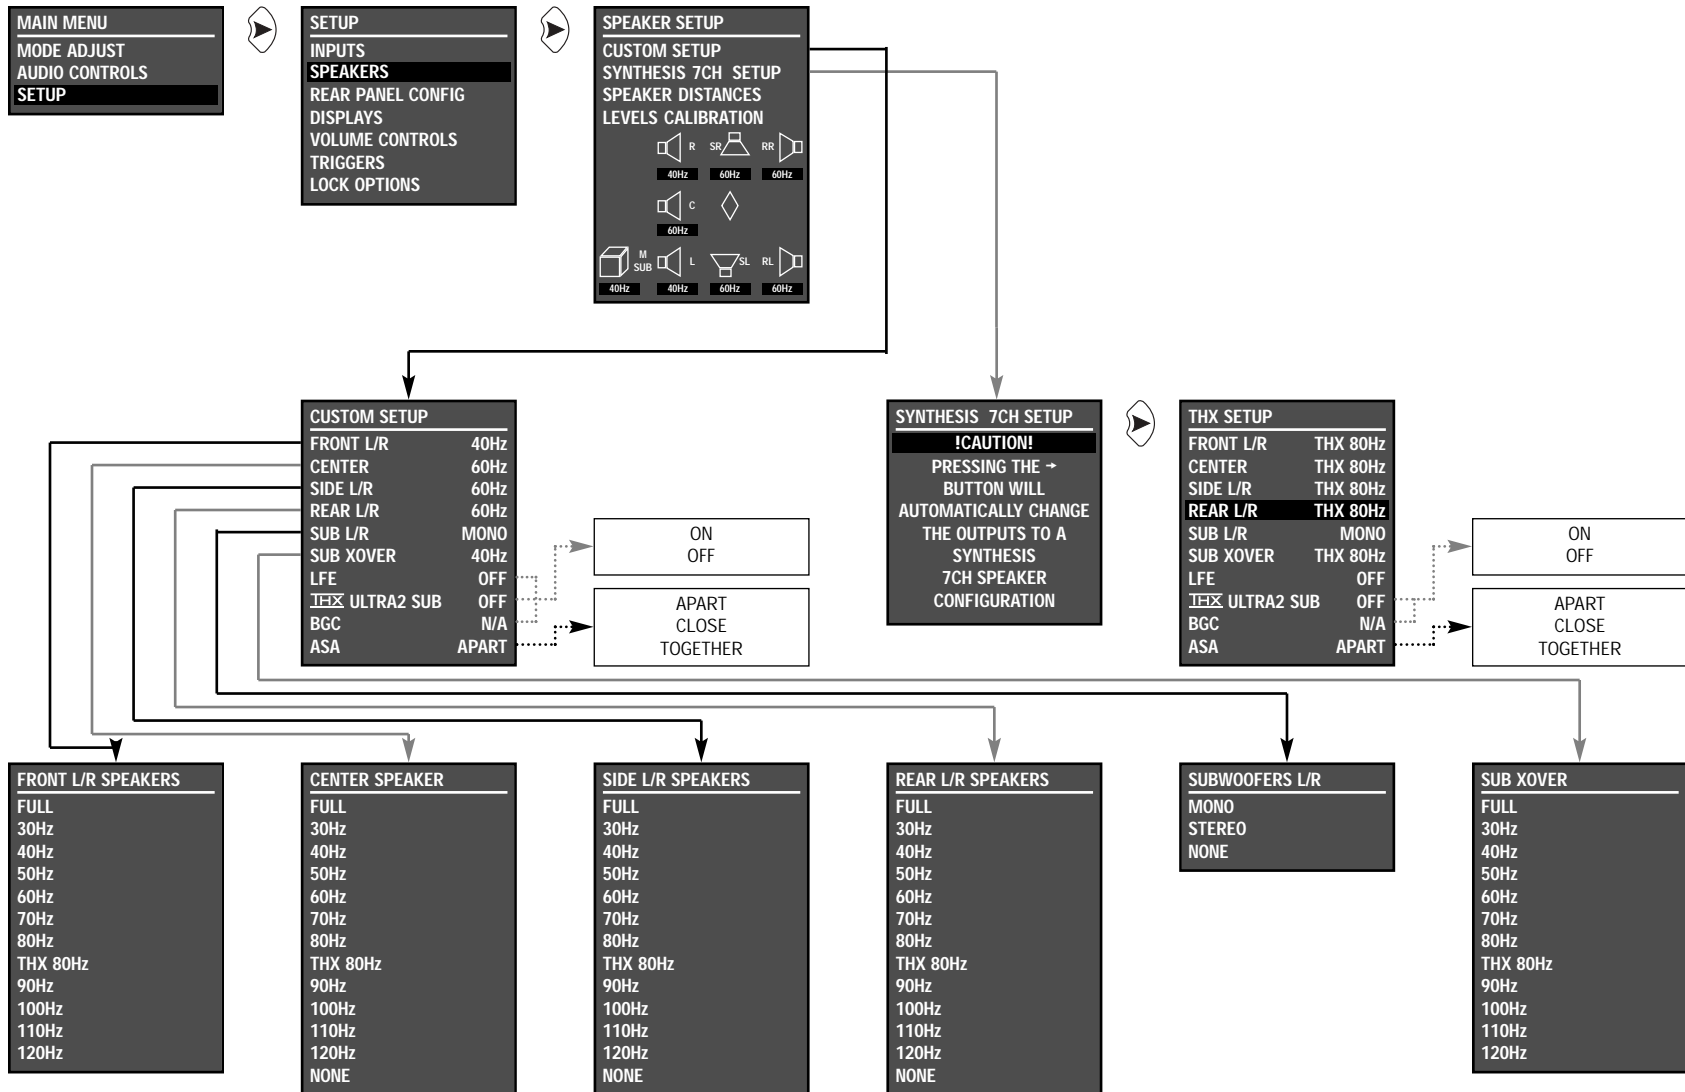 MAIN MENU
MODE ADJUST
AUDIO CONTROLS
SETUP
SETUP
INPUTS
SPEAKERS
REAR PANEL CONFIG
DISPLAYS
VOLUME CONTROLS
TRIGGERS
LOCK OPTIONS
SPEAKER SETUP
CUSTOM SETUP
SYNTHESIS 7CH SETUP
SPEAKER DISTANCES
LEVELS CALIBRATION
R SR RR
40Hz 60Hz 60Hz
C
60Hz
M SUB L SL RL
40Hz 40Hz 60Hz 60Hz
CUSTOM SETUP
FRONT L/R 40Hz
CENTER 60Hz
SIDE L/R 60Hz
REAR L/R 60Hz
SUB L/R MONO
SUB XOVER 40Hz
LFE OFF
THX ULTRA2 SUB OFF
BGC N/A
ASA APART
ON
OFF
APART
CLOSE
TOGETHER
SYNTHESIS 7CH SETUP
!CAUTION!
PRESSING THE →
BUTTON WILL
AUTOMATICALLY CHANGE
THE OUTPUTS TO A
SYNTHESIS
7CH SPEAKER
CONFIGURATION
THX SETUP
FRONT L/R THX 80Hz
CENTER THX 80Hz
SIDE L/R THX 80Hz
REAR L/R THX 80Hz
SUB L/R MONO
SUB XOVER THX 80Hz
LFE OFF
THX ULTRA2 SUB OFF
BGC N/A
ASA APART
ON
OFF
APART
CLOSE
TOGETHER
FRONT L/R SPEAKERS
FULL
30Hz
40Hz
50Hz
60Hz
70Hz
80Hz
THX 80Hz
90Hz
100Hz
110Hz
120Hz
CENTER SPEAKER
FULL
30Hz
40Hz
50Hz
60Hz
70Hz
80Hz
THX 80Hz
90Hz
100Hz
110Hz
120Hz
NONE
SIDE L/R SPEAKERS
FULL
30Hz
40Hz
50Hz
60Hz
70Hz
80Hz
THX 80Hz
90Hz
100Hz
110Hz
120Hz
NONE
REAR L/R SPEAKERS
FULL
30Hz
40Hz
50Hz
60Hz
70Hz
80Hz
THX 80Hz
90Hz
100Hz
110Hz
120Hz
NONE
SUBWOOFERS L/R
MONO
STEREO
NONE
SUB XOVER
FULL
30Hz
40Hz
50Hz
60Hz
70Hz
80Hz
THX 80Hz
90Hz
100Hz
110Hz
120Hz